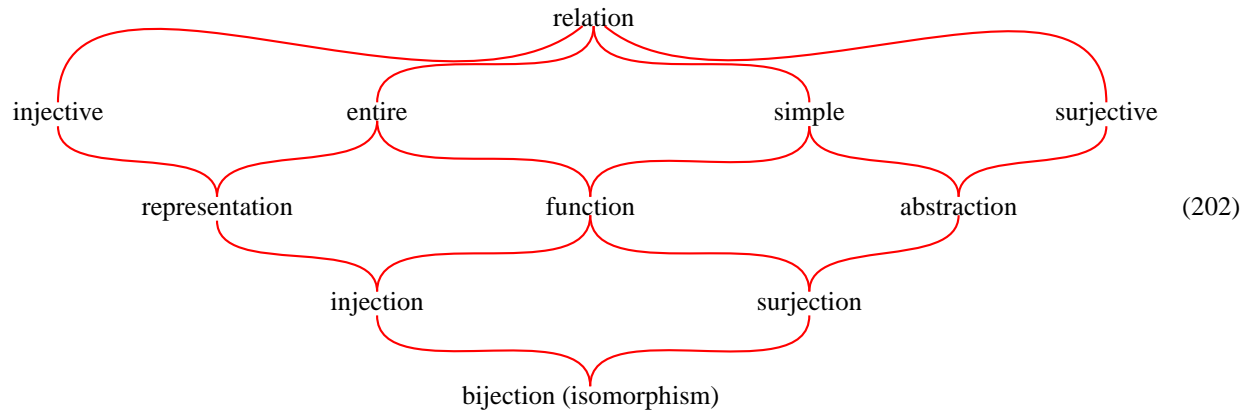 relation
injective entire simple surjective
representation function abstraction (202)
injection surjection
bijection (isomorphism)